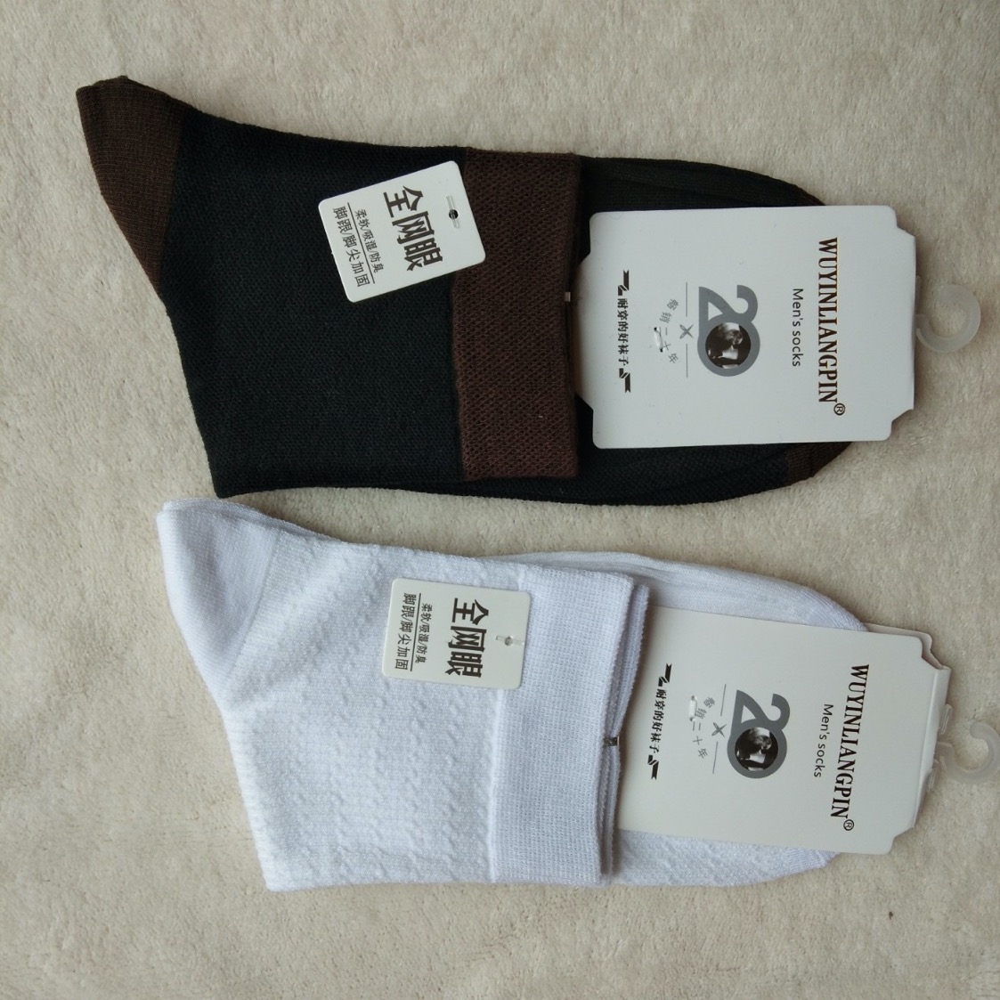 全网眼
柔软/吸湿/防臭
脚跟/脚尖加固
WUYINLIANGPIN®
Men's socks
20
畅销二十年
耐穿的好袜子
全网眼
柔软/吸湿/防臭
脚跟/脚尖加固
WUYINLIANGPIN®
Men's socks
20
畅销二十年
耐穿的好袜子